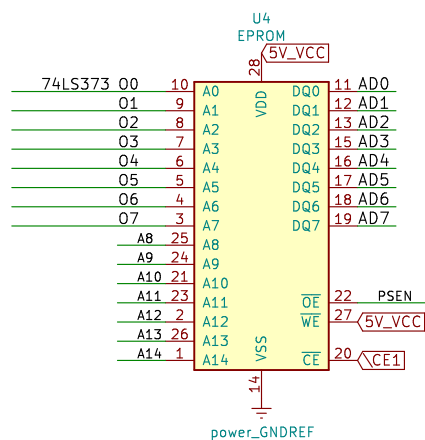 U4
EPROM
5V_VCC
28
VDD
74LS373 O0 10 A0 DQ0 11 AD0
O1 9 A1 DQ1 12 AD1
O2 8 A2 DQ2 13 AD2
O3 7 A3 DQ3 15 AD3
O4 6 A4 DQ4 16 AD4
O5 5 A5 DQ5 17 AD5
O6 4 A6 DQ6 18 AD6
O7 3 A7 DQ7 19 AD7
A8 25 A8
A9 24 A9
A10 21 A10
A11 23 A11 OE 22 PSEN
A12 2 A12 WE 27 5V_VCC
A13 26 A13
A14 1 A14 CE 20 \CE1
VSS
14
power_GNDREF